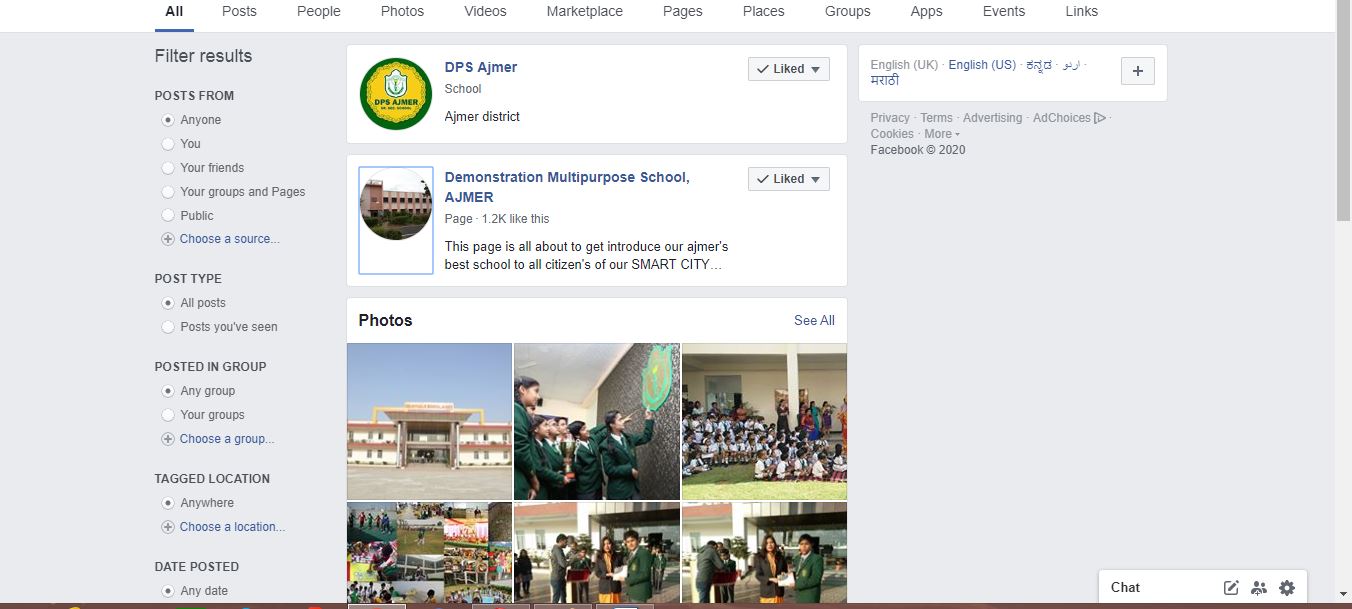 All Posts People Photos Videos Marketplace Pages Places Groups Apps Events Links
Filter results
POSTS FROM
Anyone
You
Your friends
Your groups and Pages
Public
Choose a source...
POST TYPE
All posts
Posts you've seen
POSTED IN GROUP
Any group
Your groups
Choose a group...
TAGGED LOCATION
Anywhere
Choose a location...
DATE POSTED
Any date
DPS AJMER
DPS Ajmer
School
Ajmer district
Liked
Demonstration Multipurpose School,
AJMER
Page · 1.2K like this
This page is all about to get introduce our ajmer's
best school to all citizen's of our SMART CITY…
Liked
Photos
See All
English (UK) · English (US) · ಕನ್ನಡ · اردو ·
मराठी
Privacy · Terms · Advertising · AdChoices ·
Cookies · More
Facebook © 2020
Chat